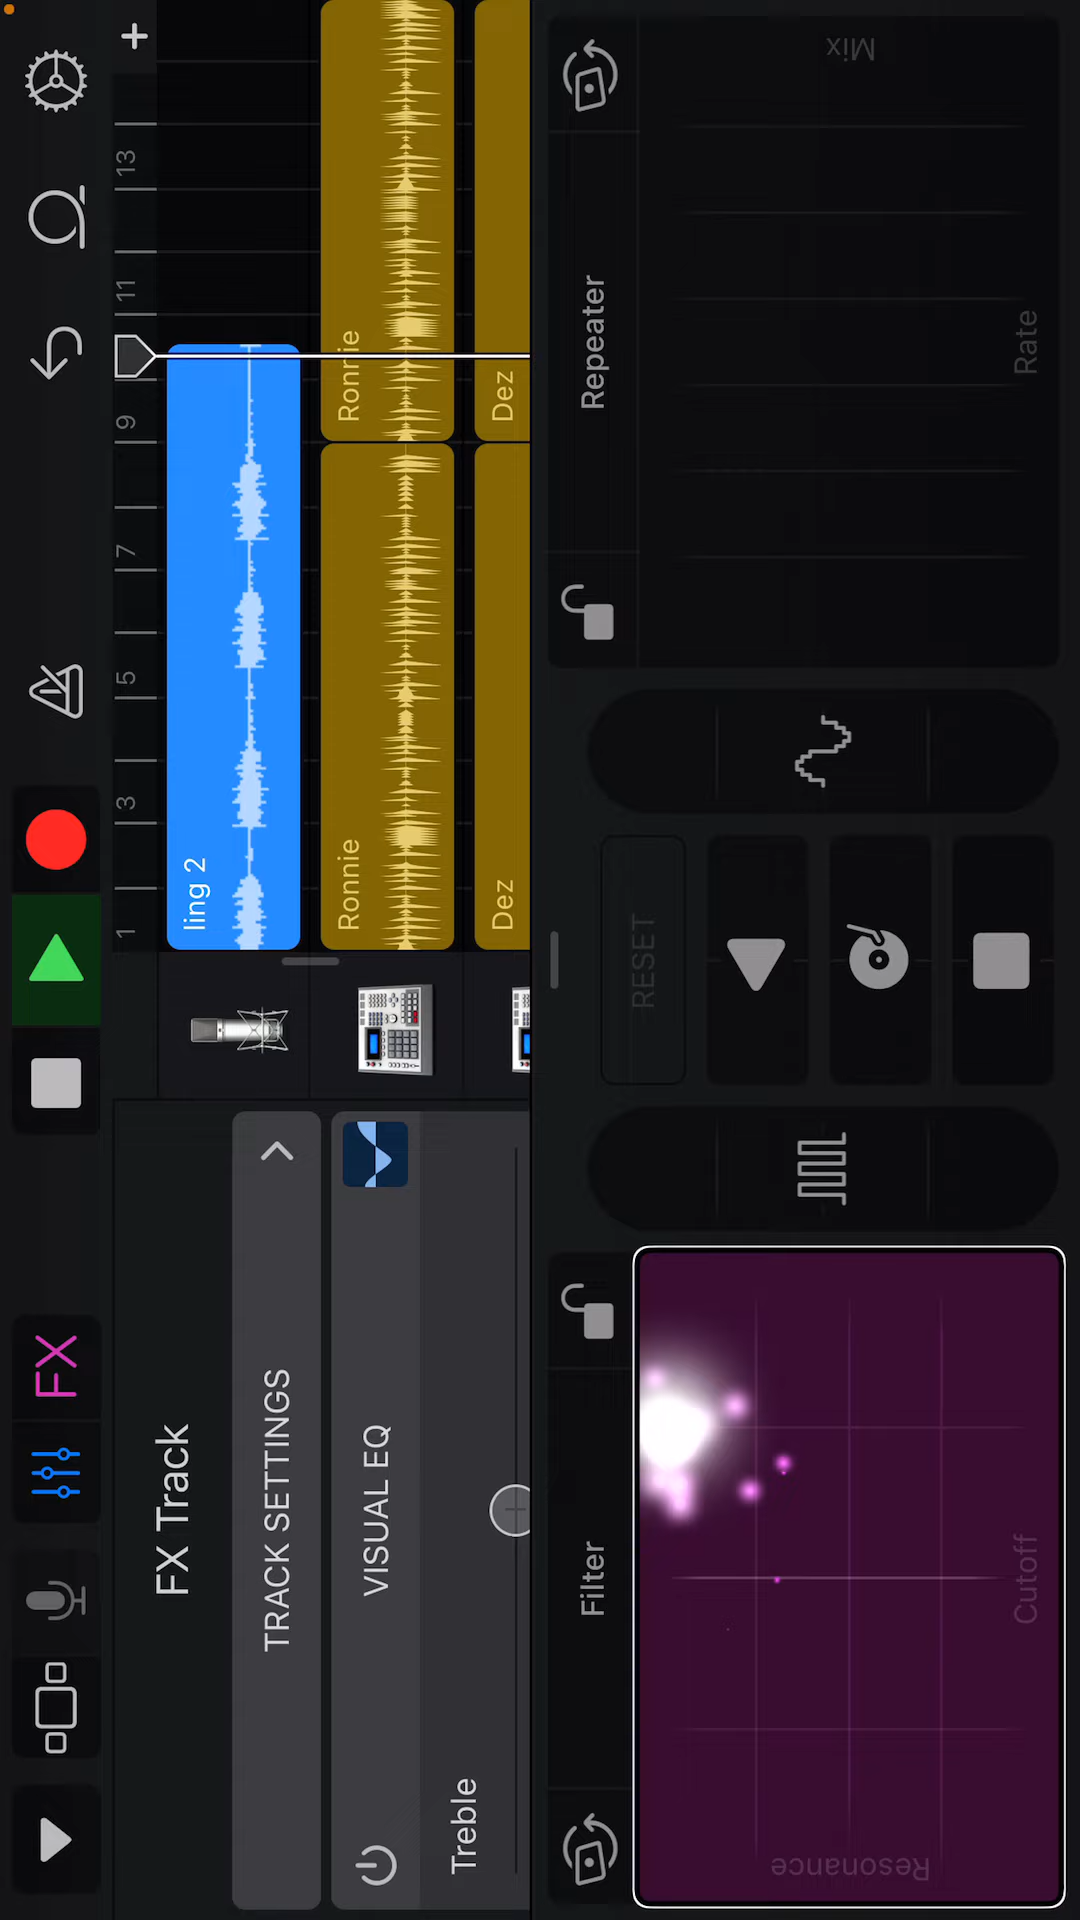 FX
1 3 5 7 9 11 13
FX Track
TRACK SETTINGS
VISUAL EQ
Treble
ling 2
Ronnie
Ronnie
Dez
Dez
Filter
Resonance
Cutoff
RESET
Repeater
Mix
Rate